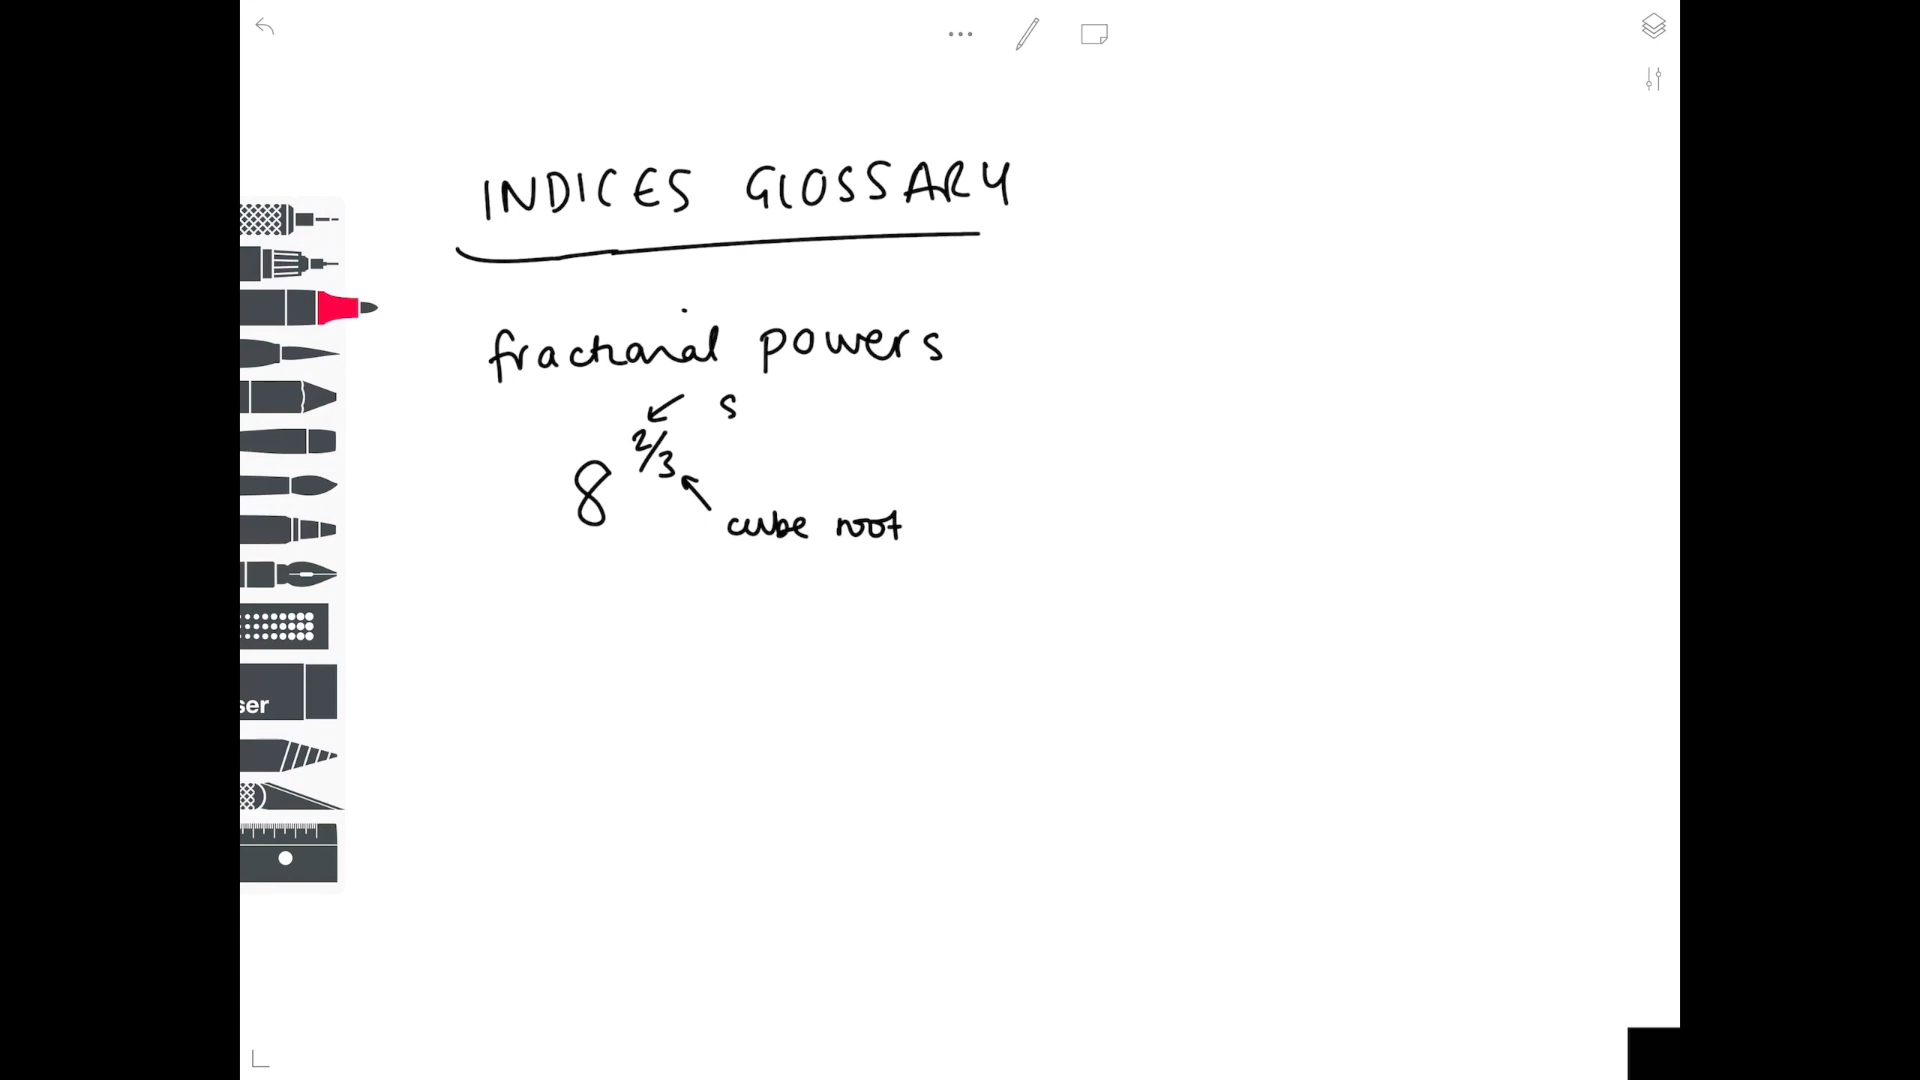 INDICES GLOSSARY
fractional powers
s
8^2/3
cube root
ser